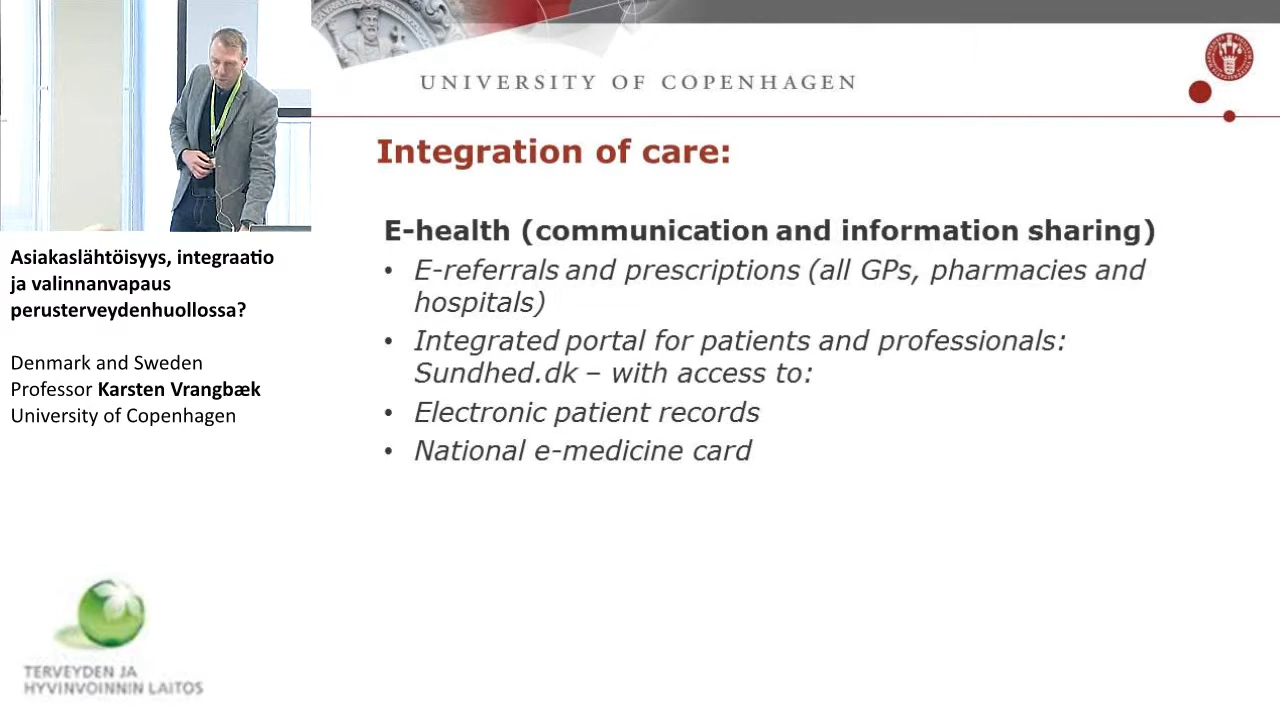 UNIVERSITY OF COPENHAGEN
Integration of care:
E-health (communication and information sharing)
• E-referrals and prescriptions (all GPs, pharmacies and
hospitals)
• Integrated portal for patients and professionals:
Sundhed.dk – with access to:
• Electronic patient records
• National e-medicine card
Asiakaslähtöisyys, integraatio
ja valinnanvapaus
perusterveydenhuollossa?
Denmark and Sweden
Professor Karsten Vrangbæk
University of Copenhagen
TERVEYDEN JA
HYVINVOINNIN LAITOS